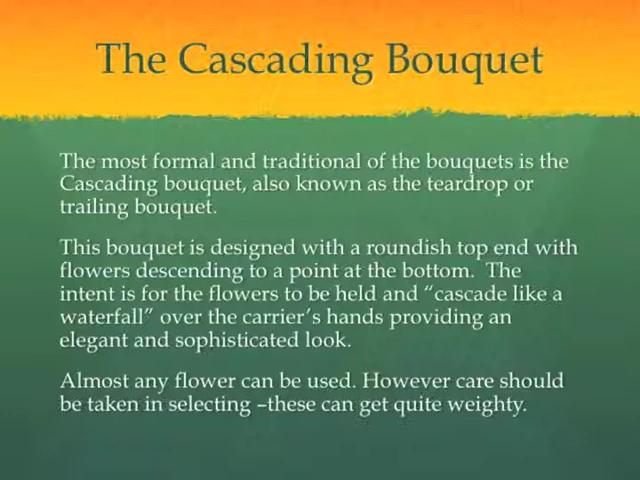 The Cascading Bouquet
The most formal and traditional of the bouquets is the
Cascading bouquet, also known as the teardrop or
trailing bouquet.
This bouquet is designed with a roundish top end with
flowers descending to a point at the bottom.  The
intent is for the flowers to be held and “cascade like a
waterfall” over the carrier’s hands providing an
elegant and sophisticated look.
Almost any flower can be used. However care should
be taken in selecting –these can get quite weighty.